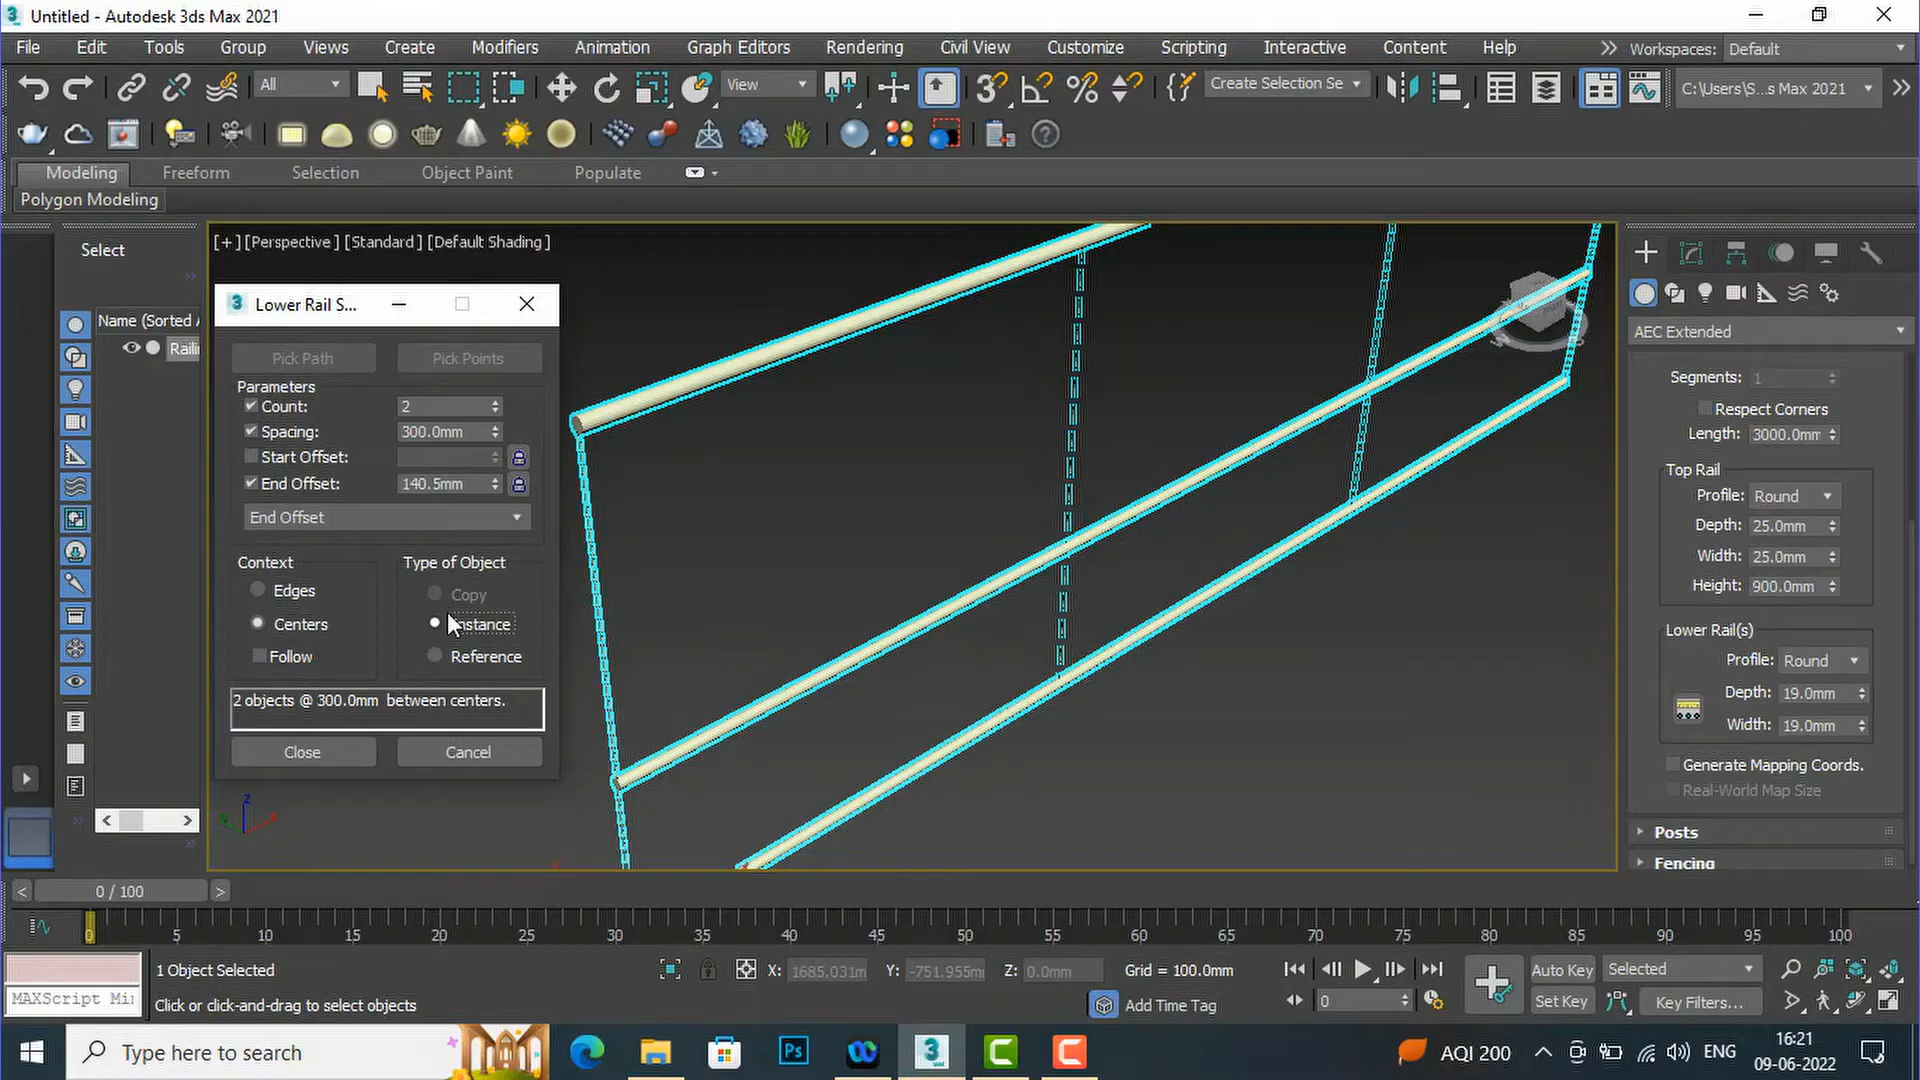 Untitled - Autodesk 3ds Max 2021
File Edit Tools Group Views Create Modifiers Animation Graph Editors Rendering Civil View Customize Scripting Interactive Content Help Workspaces: Default
All View Create Selection Se C:\Users\S...s Max 2021
Modeling Freeform Selection Object Paint Populate
Polygon Modeling
Select
Name (Sorted A
Railin
[+] [Perspective] [Standard] [Default Shading]
Lower Rail S...
Pick Path Pick Points
Parameters
Count: 2
Spacing: 300.0mm
Start Offset:
End Offset: 140.5mm
End Offset
Context Type of Object
Edges Copy
Centers Instance
Follow Reference
2 objects @ 300.0mm between centers.
Close Cancel
AEC Extended
Segments: 1
Respect Corners
Length: 3000.0mm
Top Rail
Profile: Round
Depth: 25.0mm
Width: 25.0mm
Height: 900.0mm
Lower Rail(s)
Profile: Round
Depth: 19.0mm
Width: 19.0mm
Generate Mapping Coords.
Real-World Map Size
Posts
Fencing
0 / 100
0 5 10 15 20 25 30 35 40 45 50 55 60 65 70 75 80 85 90 95 100
1 Object Selected X: 1685.031m Y: -751.955m Z: 0.0mm Grid = 100.0mm Auto Key Selected
MAXScript Mi Click or click-and-drag to select objects Add Time Tag 0 Set Key Key Filters...
Type here to search Ps AQI 200 ENG 16:21
09-06-2022